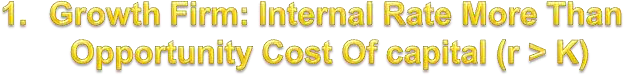 1. Growth Firm: Internal Rate More Than
Opportunity Cost Of capital (r > K)